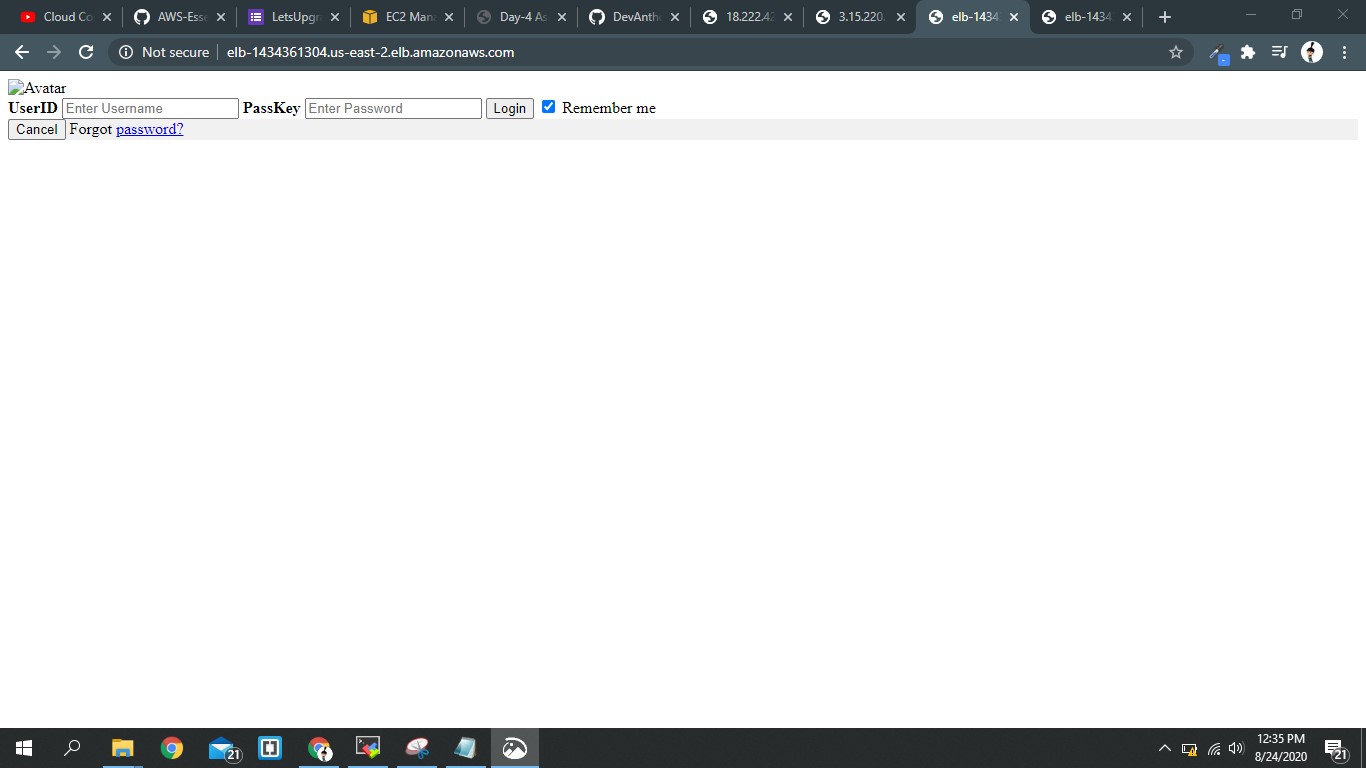 Cloud Co
AWS-Esse
LetsUpgra
EC2 Mana
Day-4 As
DevAntho
18.222.42
3.15.220.
elb-1434
elb-1434
Not secure
elb-1434361304.us-east-2.elb.amazonaws.com
Avatar
UserID Enter Username PassKey Enter Password Login Remember me
Cancel Forgot password?
21
12:35 PM
8/24/2020
21